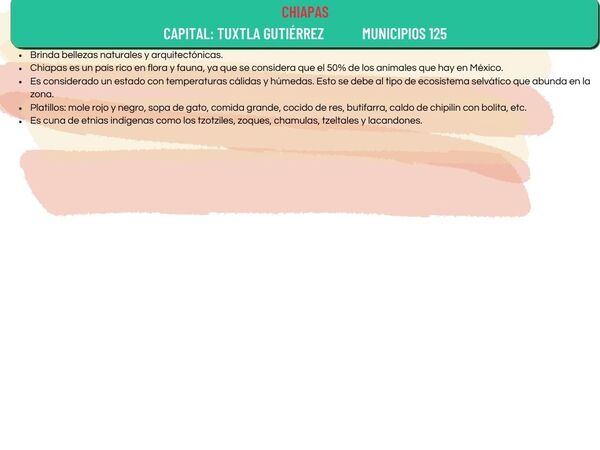 CHIAPAS
CAPITAL: TUXTLA GUTIÉRREZ MUNICIPIOS 125
• Brinda bellezas naturales y arquitectónicas.
• Chiapas es un país rico en flora y fauna, ya que se considera que el 50% de los animales que hay en México.
• Es considerado un estado con temperaturas cálidas y húmedas. Esto se debe al tipo de ecosistema selvático que abunda en la
zona.
• Platillos: mole rojo y negro, sopa de gato, comida grande, cocido de res, butifarra, caldo de chipilin con bolita, etc.
• Es cuna de etnias indígenas como los tzotziles, zoques, chamulas, tzeltales y lacandones.